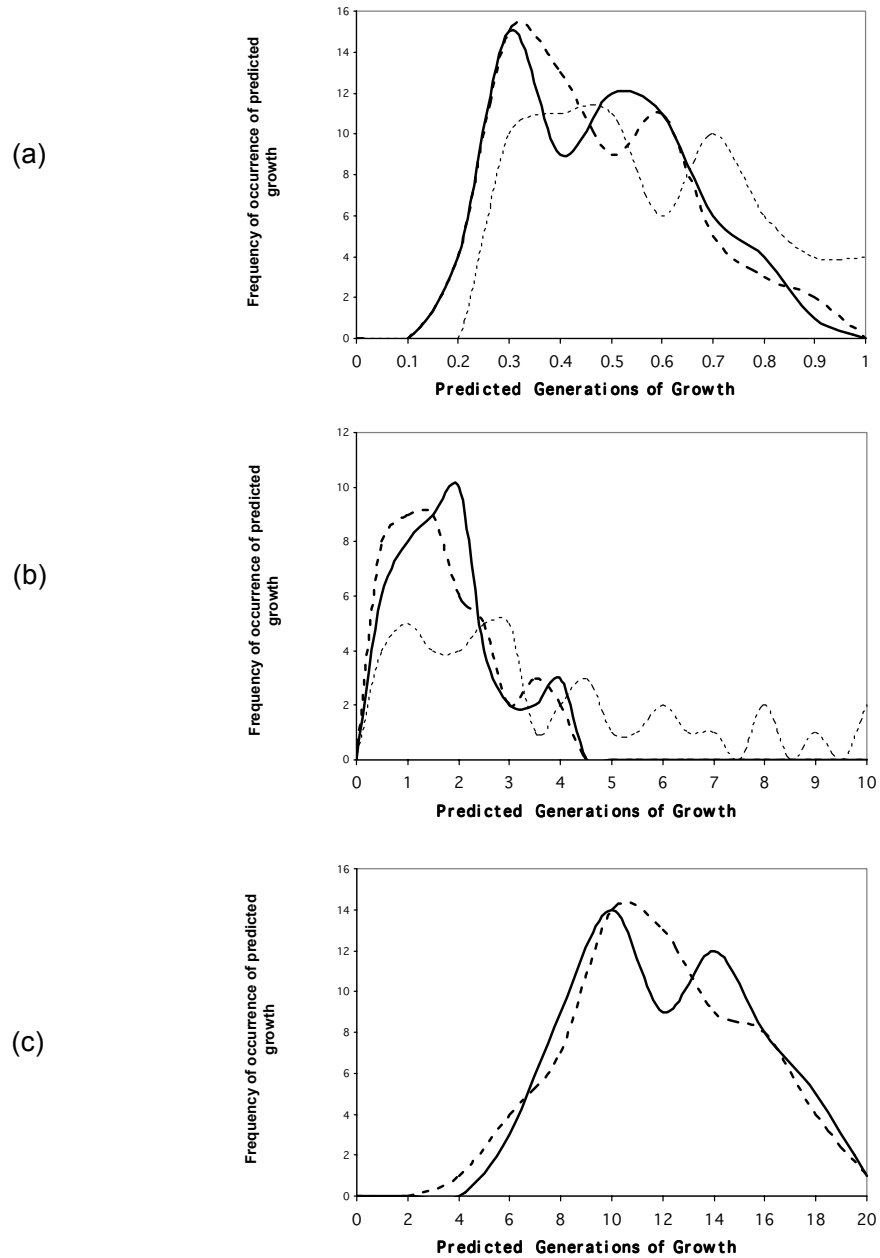 (a)
Frequency of occurrence of predicted
growth
16
14
12
10
8
6
4
2
0
0 0.1 0.2 0.3 0.4 0.5 0.6 0.7 0.8 0.9 1
Predicted Generations of Growth
(b)
Frequency of occurrence of predicted
growth
12
10
8
6
4
2
0
0 1 2 3 4 5 6 7 8 9 10
Predicted Generations of Growth
(c)
Frequency of occurrence of predicted
growth
16
14
12
10
8
6
4
2
0
0 2 4 6 8 10 12 14 16 18 20
Predicted Generations of Growth